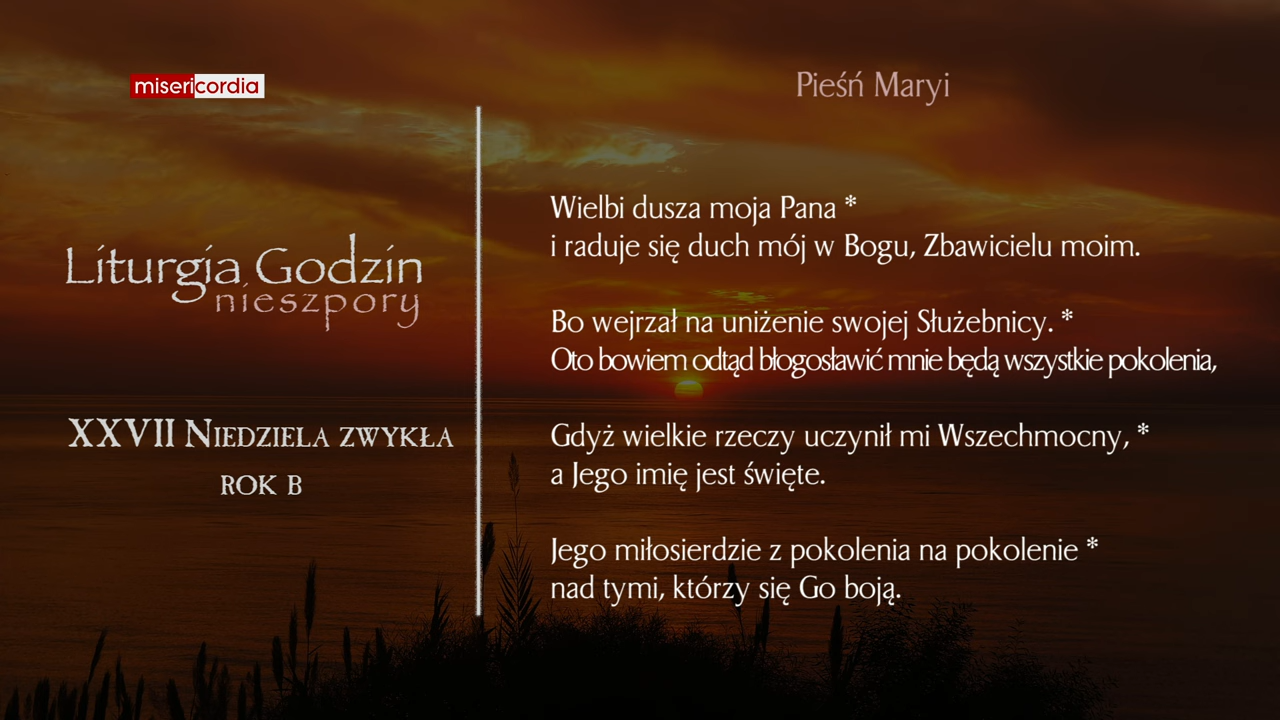 misericordia
Liturgia Godzin
nieszpory
XXVII Niedziela zwykła
rok B
Pieśń Maryi
Wielbi dusza moja Pana *
i raduje się duch mój w Bogu, Zbawicielu moim.
Bo wejrzał na uniżenie swojej Służebnicy. *
Oto bowiem odtąd błogosławić mnie będą wszystkie pokolenia,
Gdyż wielkie rzeczy uczynił mi Wszechmocny, *
a Jego imię jest święte.
Jego miłosierdzie z pokolenia na pokolenie *
nad tymi, którzy się Go boją.